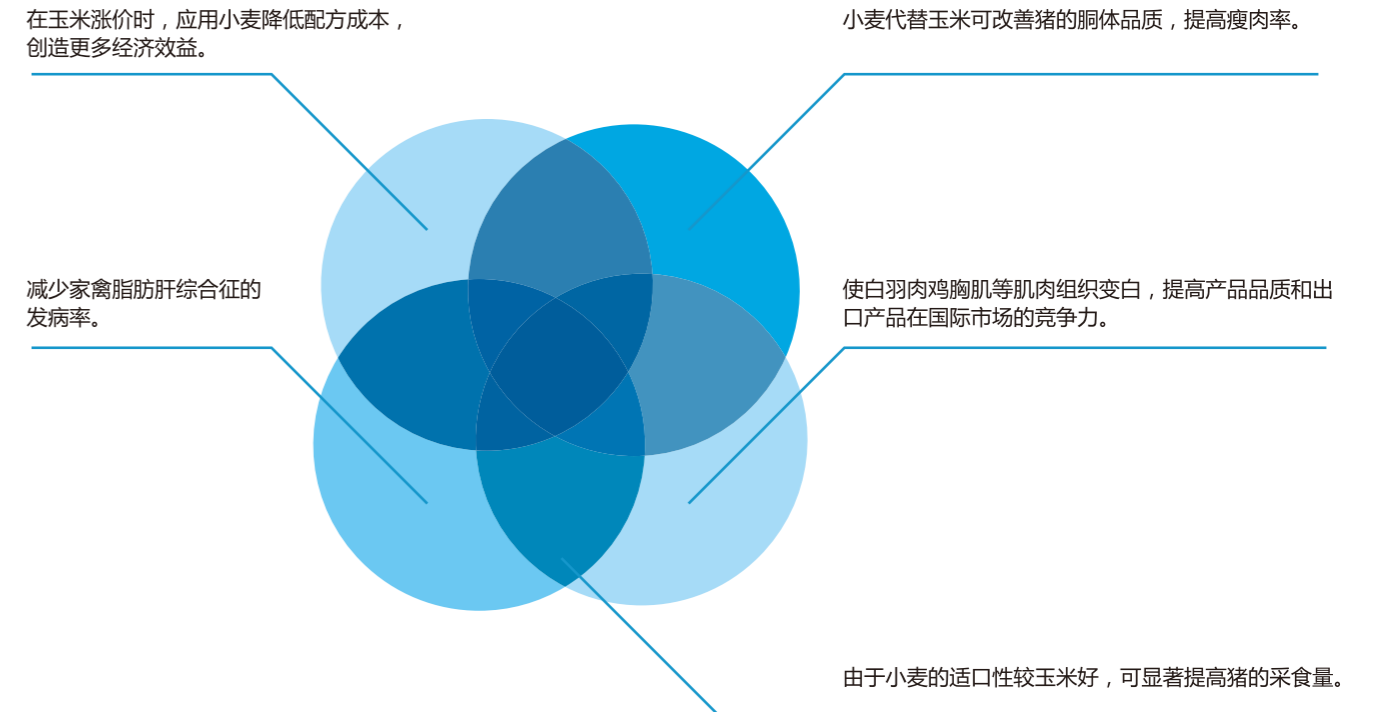 在玉米涨价时，应用小麦降低配方成本，
创造更多经济效益。
小麦代替玉米可改善猪的胴体品质，提高瘦肉率。
减少家禽脂肪肝综合征的
发病率。
使白羽肉鸡胸肌等肌肉组织变白，提高产品品质和出
口产品在国际市场的竞争力。
由于小麦的适口性较玉米好，可显著提高猪的采食量。